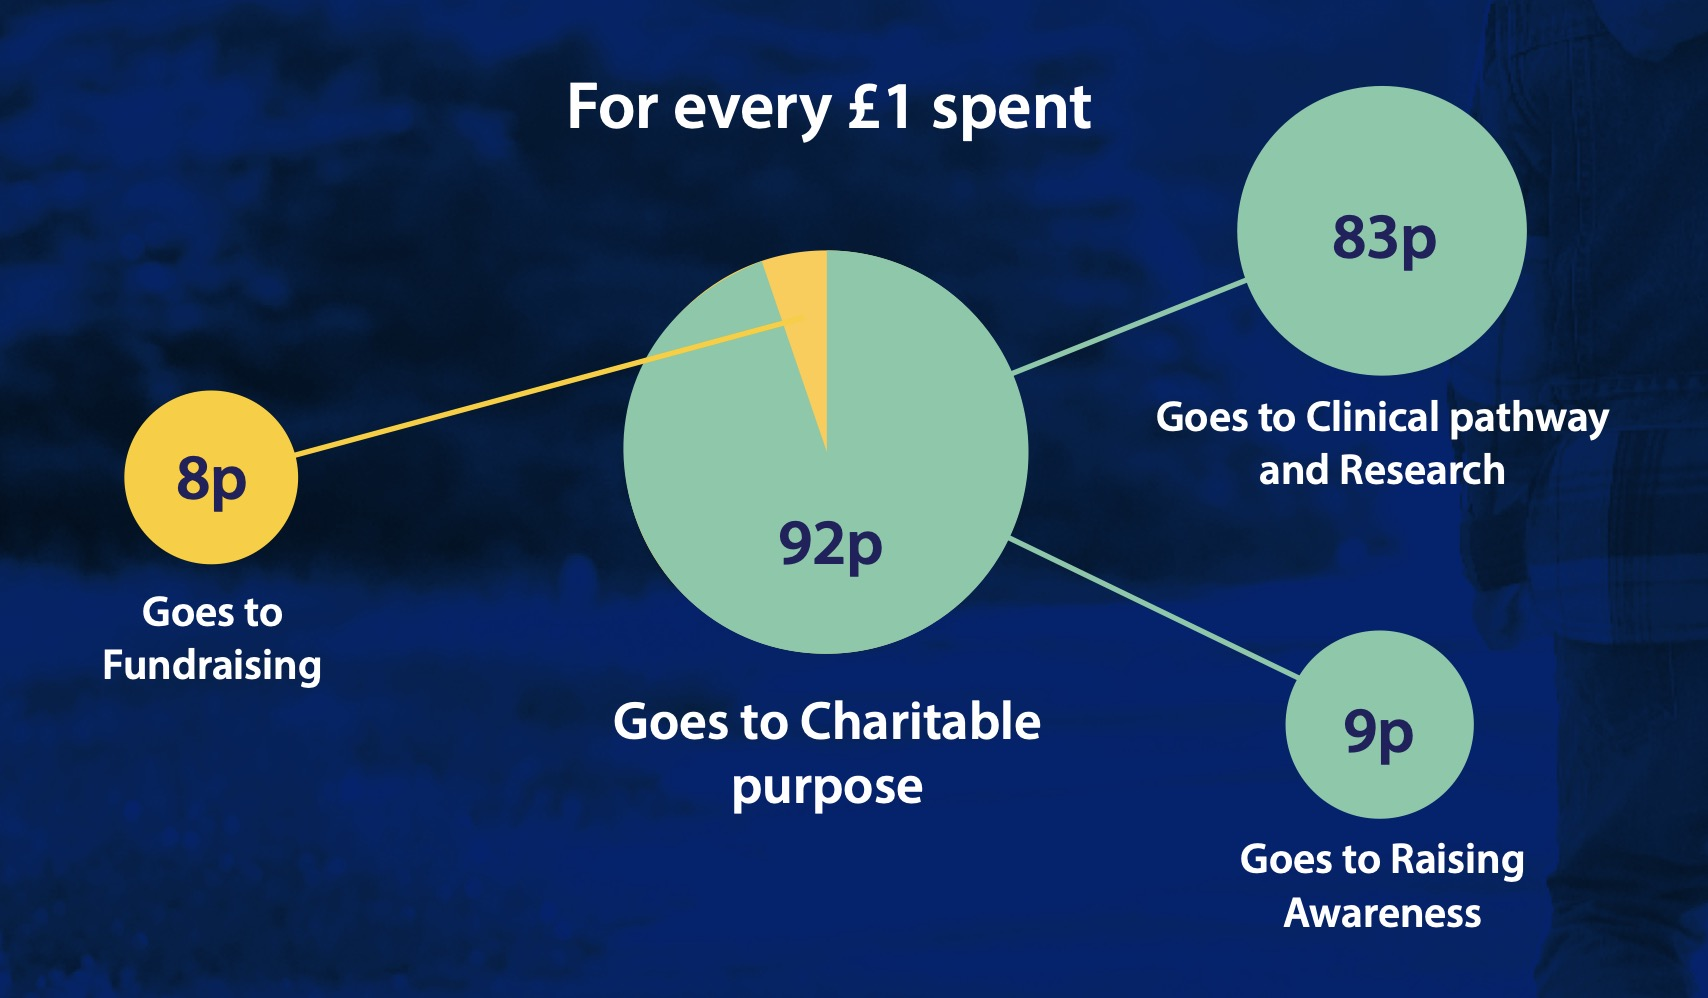 For every £1 spent
8p
Goes to
Fundraising
92p
Goes to Charitable
purpose
83p
Goes to Clinical pathway
and Research
9p
Goes to Raising
Awareness